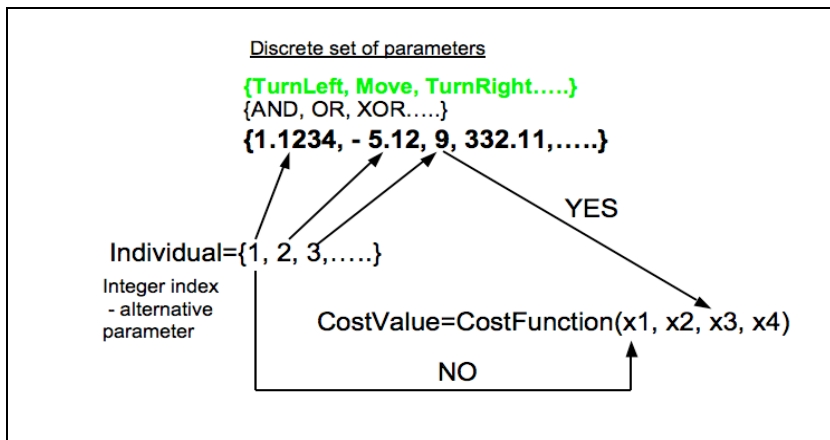 Discrete set of parameters
{TurnLeft, Move, TurnRight.....}
{AND, OR, XOR.....}
{1.1234, - 5.12, 9, 332.11,.....}
YES
Individual={1, 2, 3,.....}
Integer index
- alternative
parameter
CostValue=CostFunction(x1, x2, x3, x4)
NO